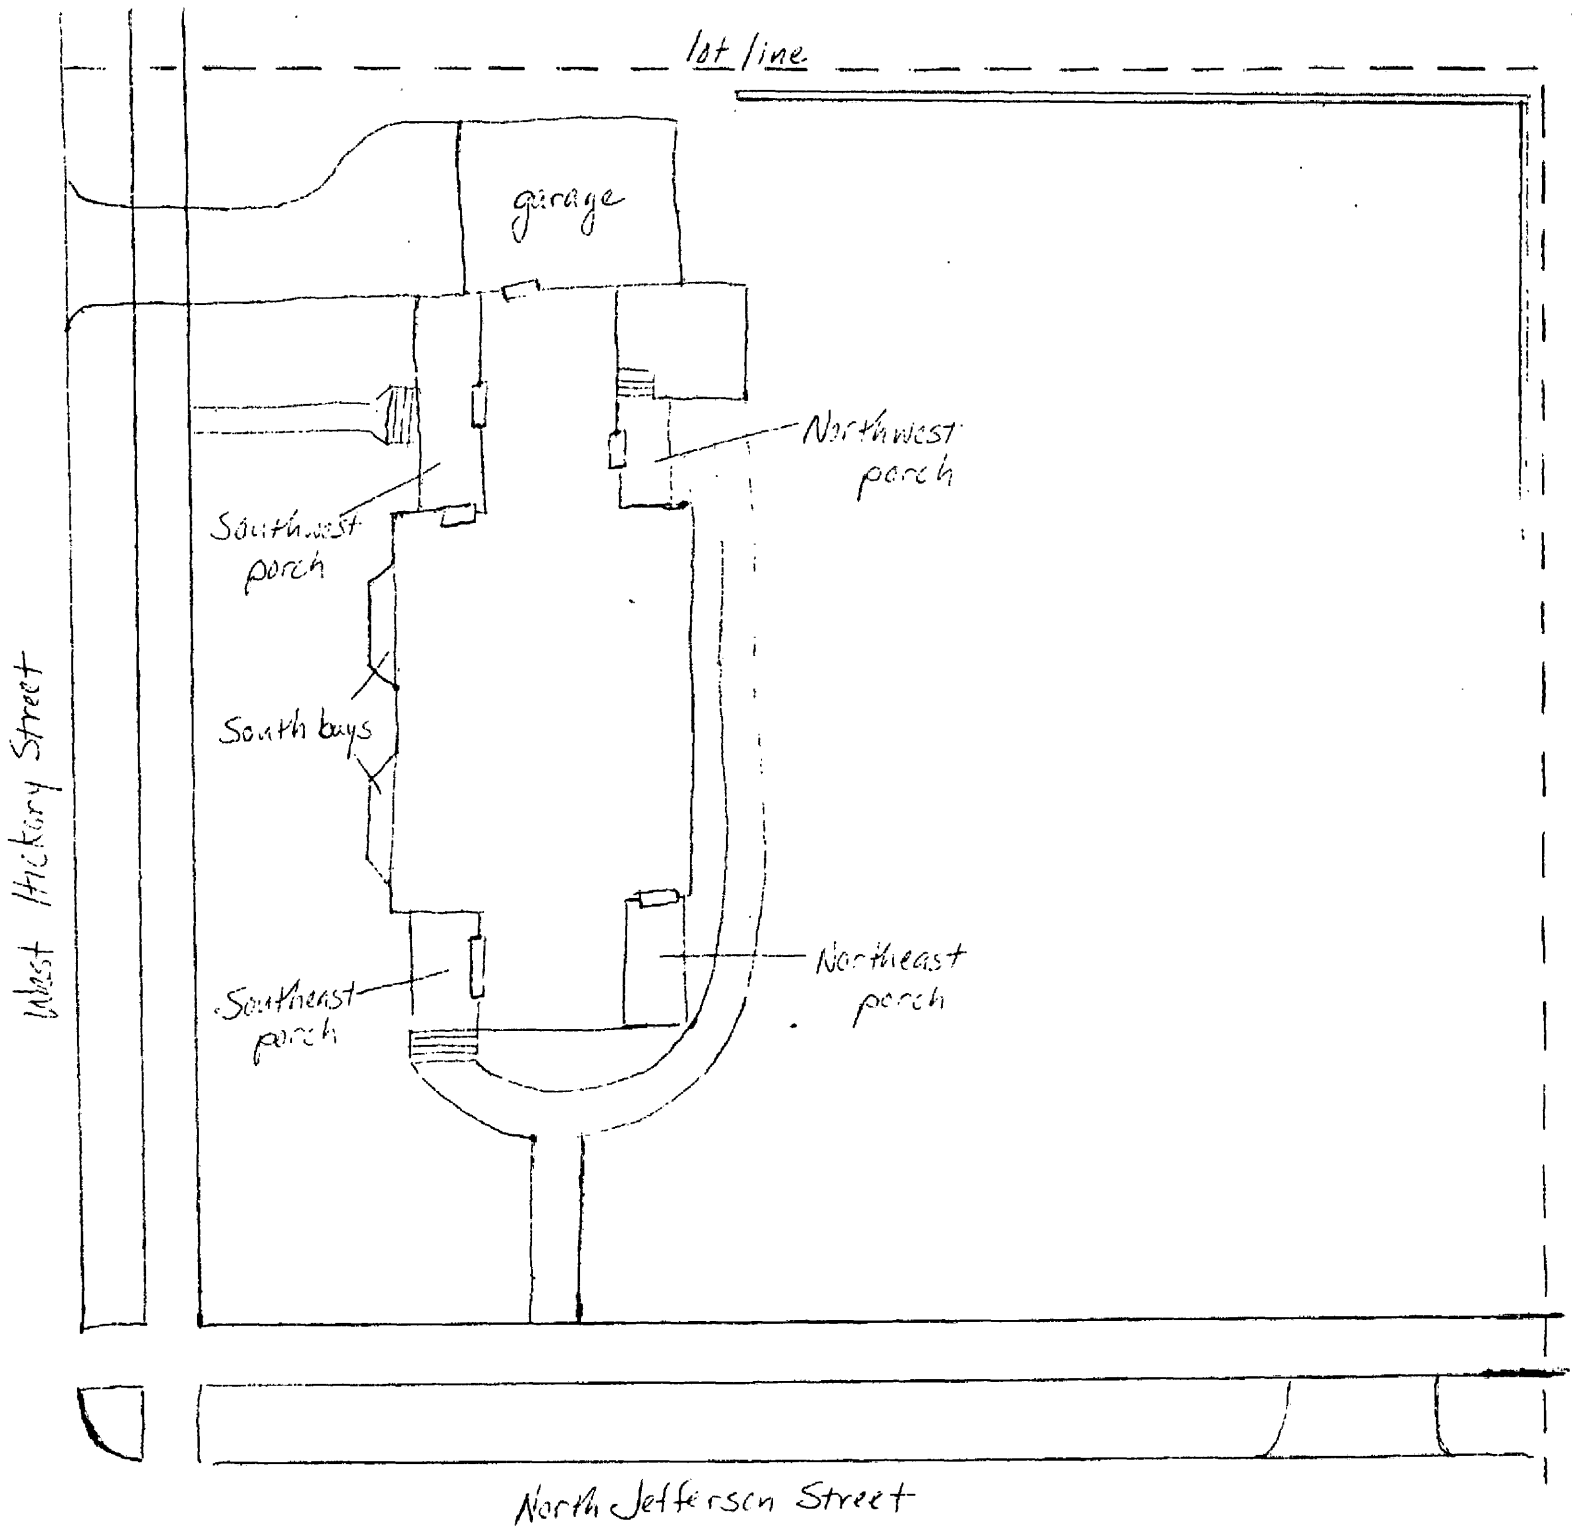 lot line
garage
Northwest
porch
Southwest
porch
South bays
West Hickory Street
Northeast
porch
Southeast
porch
North Jefferson Street